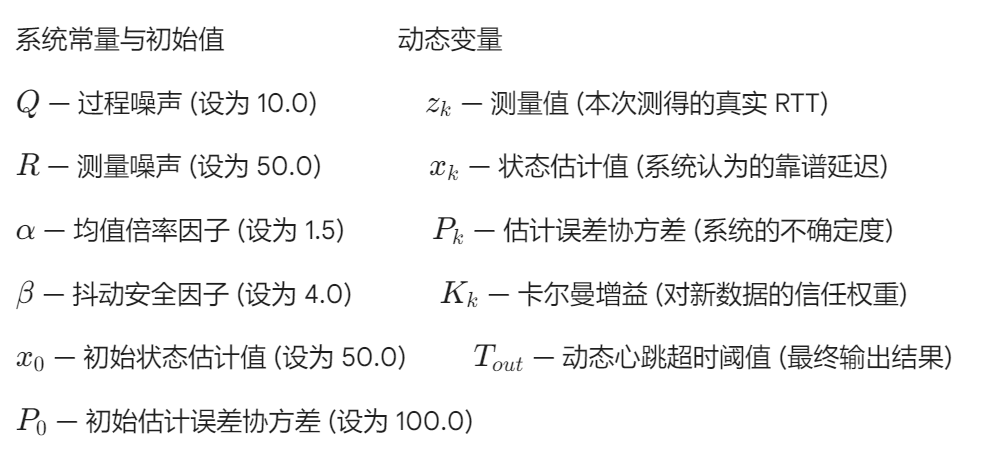 系统常量与初始值 动态变量
Q – 过程噪声 (设为 10.0) z_k – 测量值 (本次测得的真实 RTT)
R – 测量噪声 (设为 50.0) x_k – 状态估计值 (系统认为的靠谱延迟)
α – 均值倍率因子 (设为 1.5) P_k – 估计误差协方差 (系统的不确定度)
β – 抖动安全因子 (设为 4.0) K_k – 卡尔曼增益 (对新数据的信任权重)
x_0 – 初始状态估计值 (设为 50.0) T_{out} – 动态心跳超时阈值 (最终输出结果)
P_0 – 初始估计误差协方差 (设为 100.0)